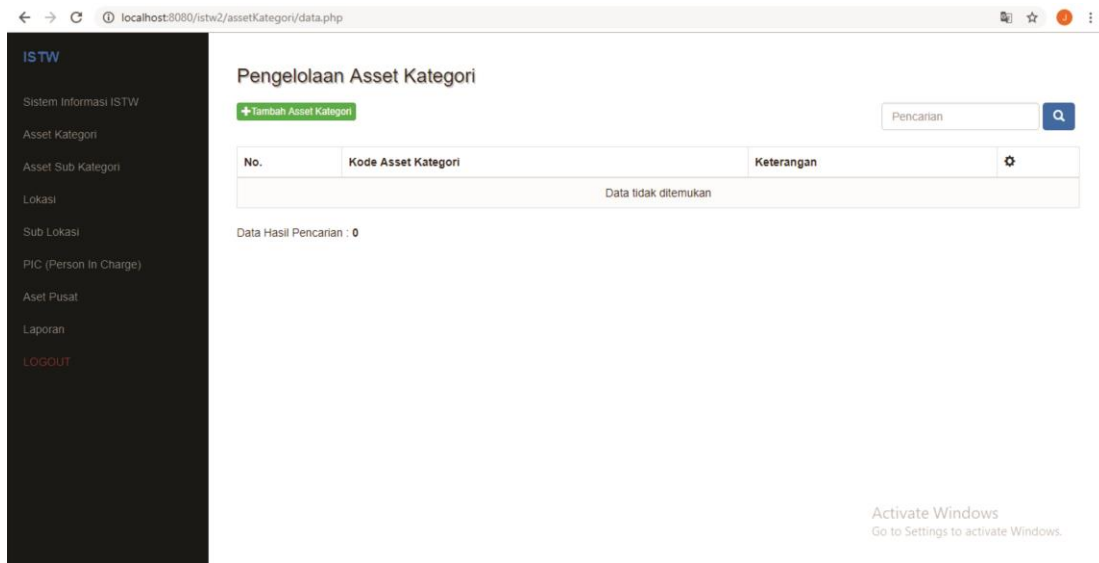 localhost:8080/istw2/assetKategori/data.php
J
ISTW
Sistem Informasi ISTW
Asset Kategori
Asset Sub Kategori
Lokasi
Sub Lokasi
PIC (Person In Charge)
Aset Pusat
Laporan
LOGOUT
Pengelolaan Asset Kategori
+Tambah Asset Kategori
Pencarian
No. Kode Asset Kategori Keterangan
Data tidak ditemukan
Data Hasil Pencarian : 0
Activate Windows
Go to Settings to activate Windows.